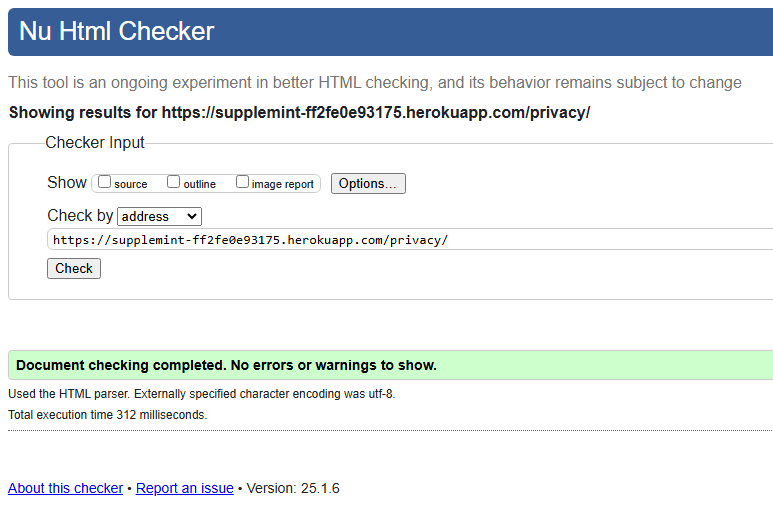 Nu Html Checker
This tool is an ongoing experiment in better HTML checking, and its behavior remains subject to change
Showing results for https://supplemint-ff2fe0e93175.herokuapp.com/privacy/
Checker Input
Show source outline image report Options...
Check by address
https://supplemint-ff2fe0e93175.herokuapp.com/privacy/
Check
Document checking completed. No errors or warnings to show.
Used the HTML parser. Externally specified character encoding was utf-8.
Total execution time 312 milliseconds.
About this checker • Report an issue • Version: 25.1.6